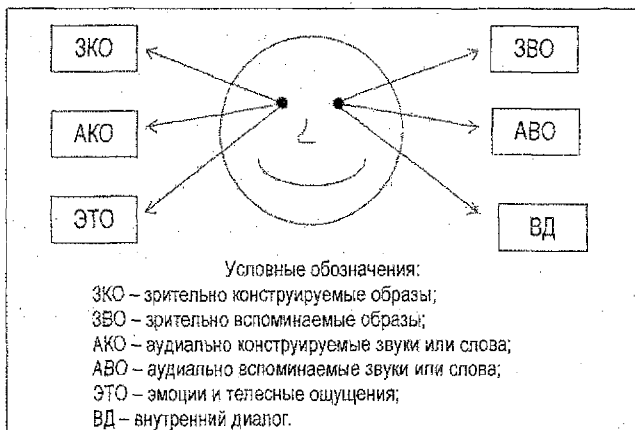 ЗКО ЗВО
АКО АВО
ЭТО ВД
Условные обозначения:
ЗКО – зрительно конструируемые образы;
ЗВО – зрительно вспоминаемые образы;
АКО – аудиально конструируемые звуки или слова;
АВО – аудиально вспоминаемые звуки или слова;
ЭТО – эмоции и телесные ощущения;
ВД – внутренний диалог.